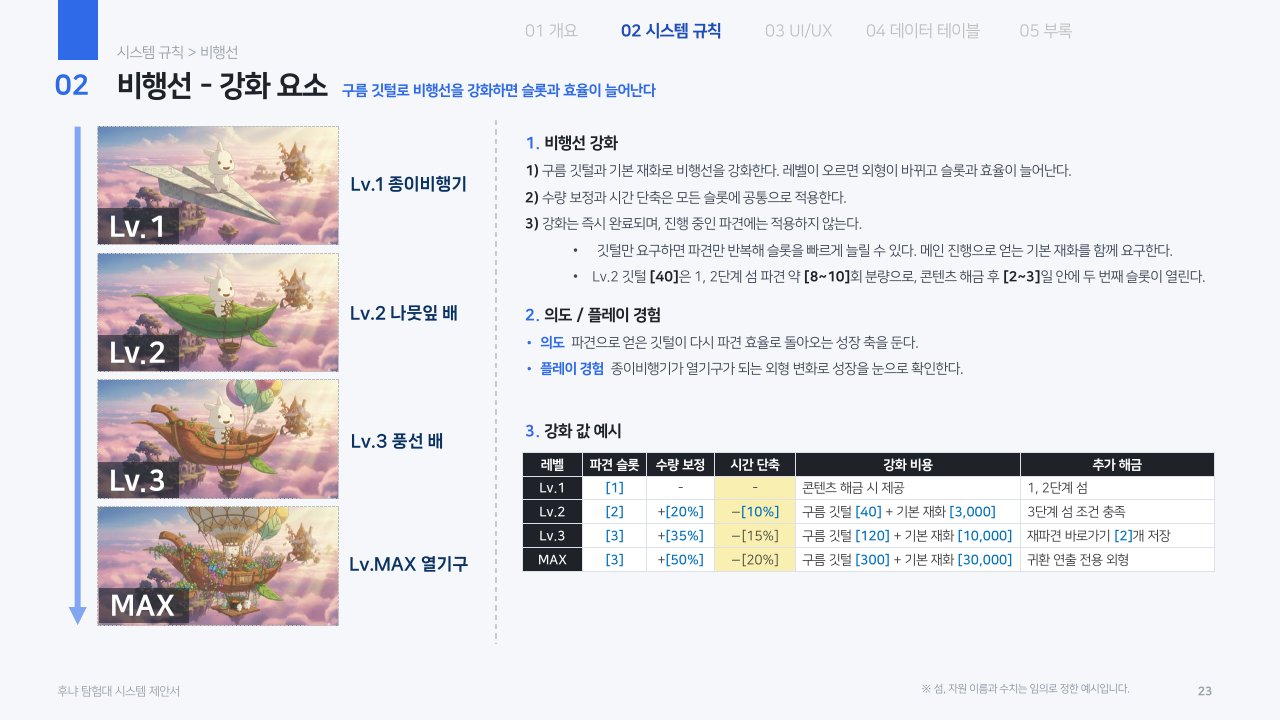 01 개요 02 시스템 규칙 03 UI/UX 04 데이터 테이블 05 부록
시스템 규칙 > 비행선
02 비행선 - 강화 요소 구름 깃털로 비행선을 강화하면 슬롯과 효율이 늘어난다
Lv.1
Lv.1 종이비행기
Lv.2
Lv.2 나뭇잎 배
Lv.3
Lv.3 풍선 배
MAX
Lv.MAX 열기구
1. 비행선 강화
1) 구름 깃털과 기본 재화로 비행선을 강화한다. 레벨이 오르면 외형이 바뀌고 슬롯과 효율이 늘어난다.
2) 수량 보정과 시간 단축은 모든 슬롯에 공통으로 적용한다.
3) 강화는 즉시 완료되며, 진행 중인 파견에는 적용하지 않는다.
• 깃털만 요구하면 파견만 반복해 슬롯을 빠르게 늘릴 수 있다. 메인 진행으로 얻는 기본 재화를 함께 요구한다.
• Lv.2 깃털 [40]은 1, 2단계 섬 파견 약 [8~10]회 분량으로, 콘텐츠 해금 후 [2~3]일 안에 두 번째 슬롯이 열린다.
2. 의도 / 플레이 경험
• 의도 파견으로 얻은 깃털이 다시 파견 효율로 돌아오는 성장 축을 둔다.
• 플레이 경험 종이비행기가 열기구가 되는 외형 변화로 성장을 눈으로 확인한다.
3. 강화 값 예시
레벨 파견 슬롯 수량 보정 시간 단축 강화 비용 추가 해금
Lv.1 [1] - - 콘텐츠 해금 시 제공 1, 2단계 섬
Lv.2 [2] +[20%] −[10%] 구름 깃털 [40] + 기본 재화 [3,000] 3단계 섬 조건 충족
Lv.3 [3] +[35%] −[15%] 구름 깃털 [120] + 기본 재화 [10,000] 재파견 바로가기 [2]개 저장
MAX [3] +[50%] −[20%] 구름 깃털 [300] + 기본 재화 [30,000] 귀환 연출 전용 외형
후냐 탐험대 시스템 제안서
※ 섬, 자원 이름과 수치는 임의로 정한 예시입니다.
23